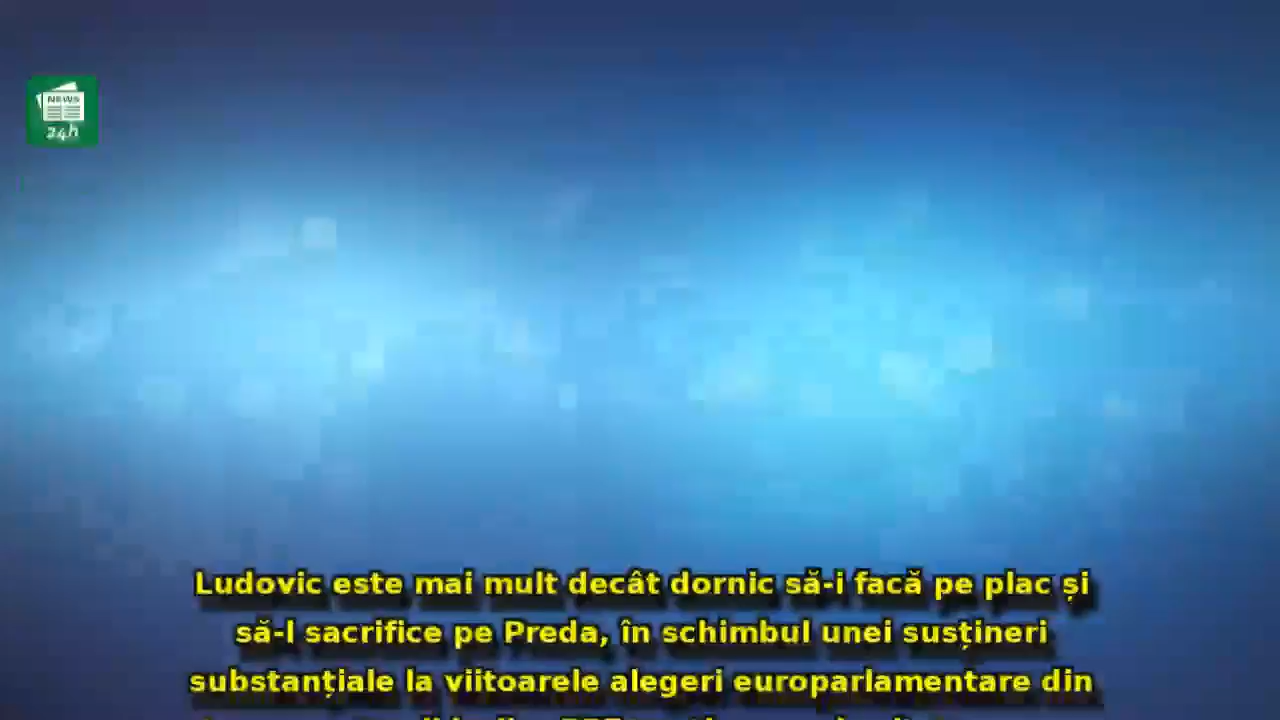 NEWS
24h
Ludovic este mai mult decât dornic să-i facă pe plac și
să-l sacrifice pe Preda, în schimbul unei susțineri
substanțiale la viitoarele alegeri europarlamentare din